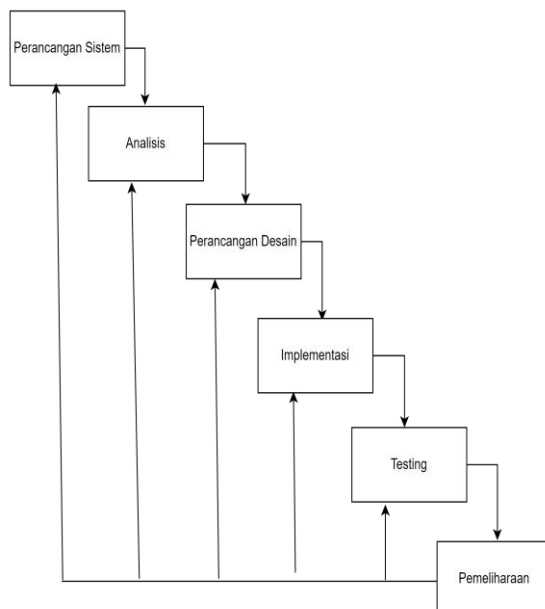 Perancangan Sistem
Analisis
Perancangan Desain
Implementasi
Testing
Pemeliharaan